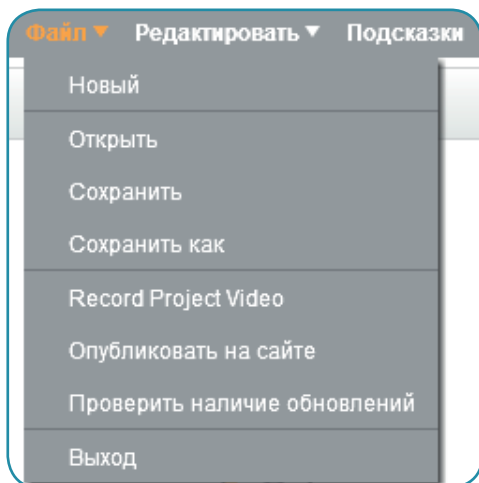 Файл ▼ Редактировать ▼ Подсказки
Новый
Открыть
Сохранить
Сохранить как
Record Project Video
Опубликовать на сайте
Проверить наличие обновлений
Выход